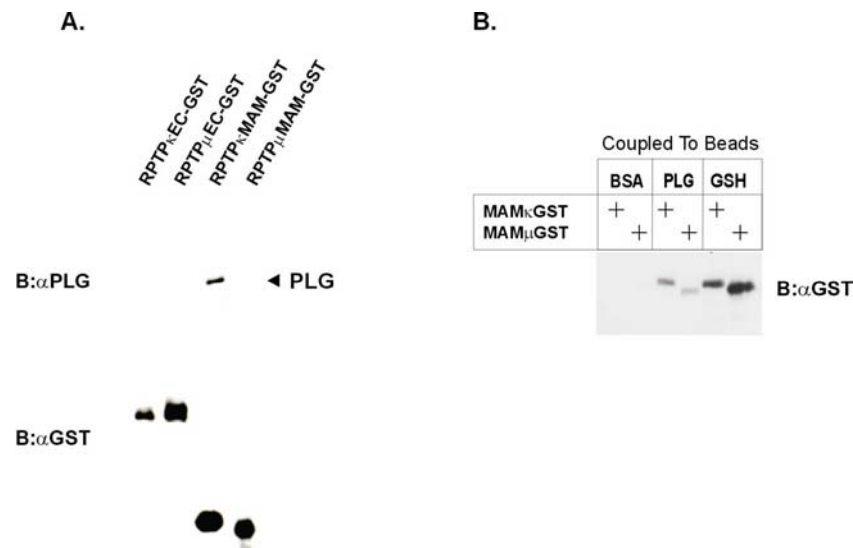 A.
RPTPκEC-GST
RPTPμEC-GST
RPTPκMAM-GST
RPTPμMAM-GST
B:αPLG
◄ PLG
B:αGST
B.
Coupled To Beads
BSA PLG GSH
MAMκGST + + +
MAMμGST + + +
B:αGST